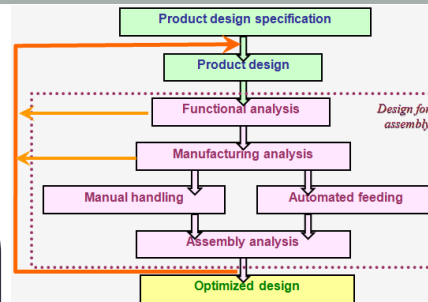 Product design specification
Product design
Functional analysis
Design for
assembly
Manufacturing analysis
Manual handling
Automated feeding
Assembly analysis
Optimized design